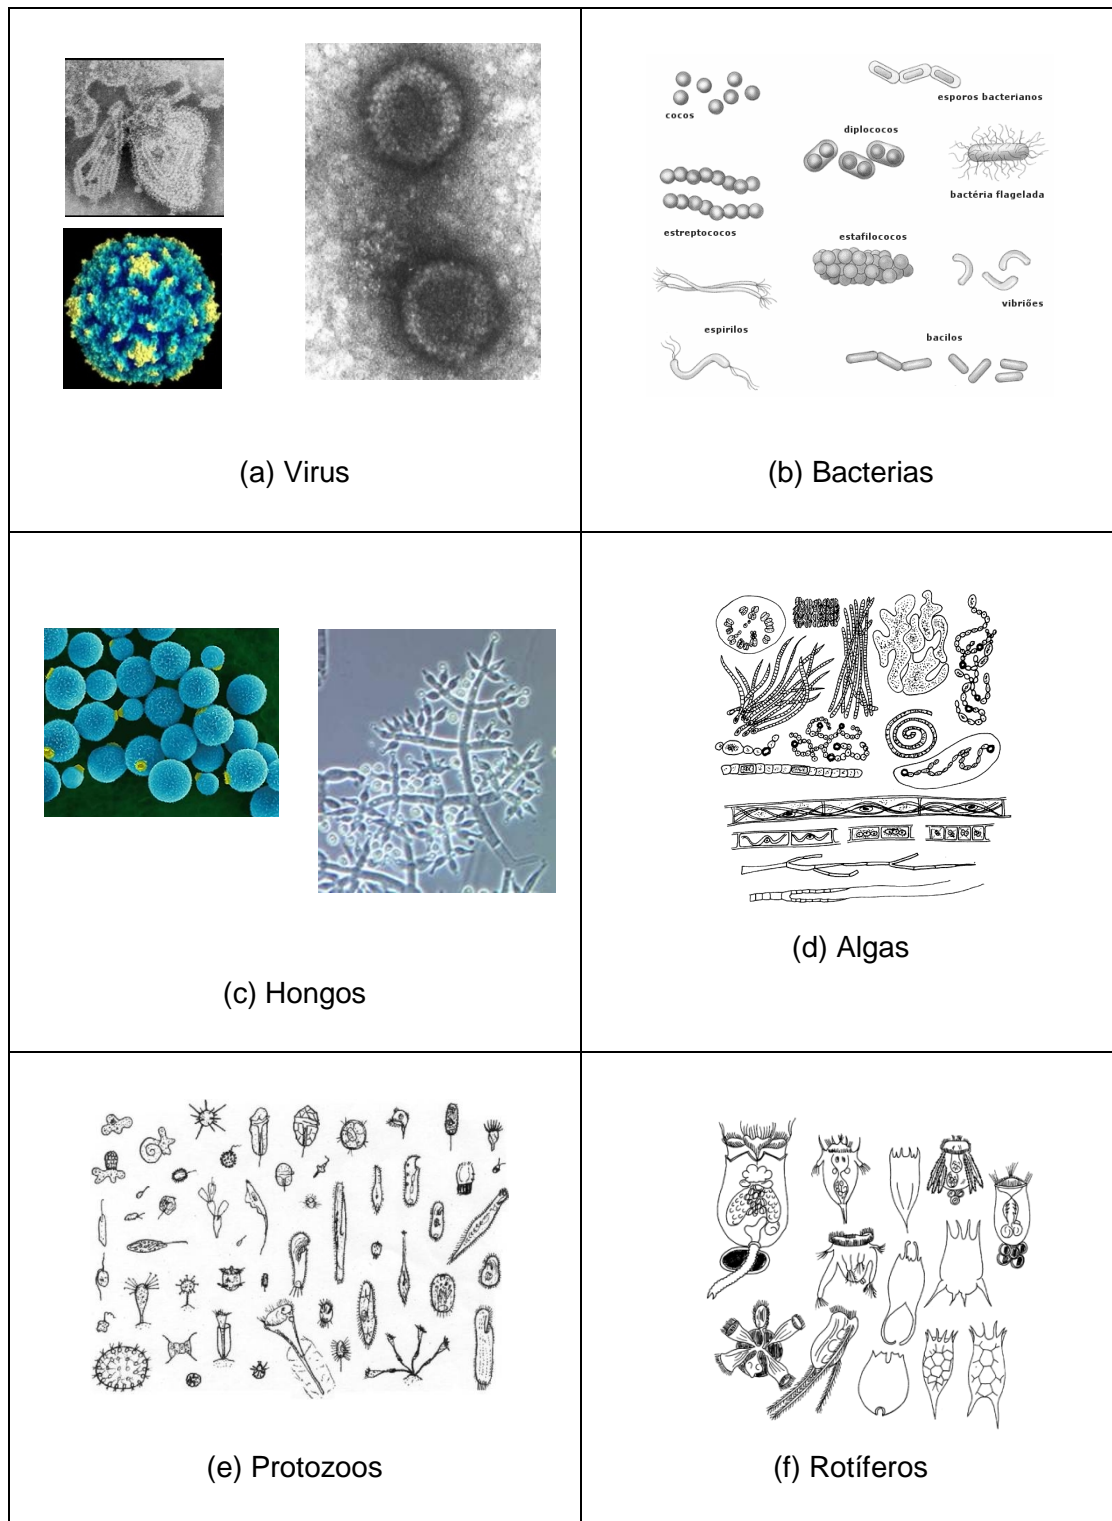 cocos
esporos bacterianos
diplococos
bactéria flagelada
estreptococos
estafilococos
vibriões
espirilos
bacilos
(a) Virus
(b) Bacterias
(c) Hongos
(d) Algas
(e) Protozoos
(f) Rotíferos